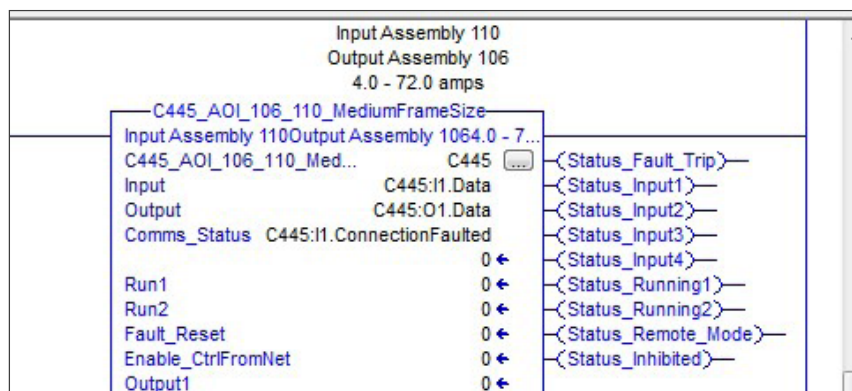 Input Assembly 110
Output Assembly 106
4.0 - 72.0 amps
C445_AOI_106_110_MediumFrameSize
Input Assembly 110Output Assembly 1064.0 - 7...
C445_AOI_106_110_Med... C445 ... Status_Fault_Trip
Input C445:I1.Data Status_Input1
Output C445:O1.Data Status_Input2
Comms_Status C445:I1.ConnectionFaulted Status_Input3
0 Status_Input4
Run1 0 Status_Running1
Run2 0 Status_Running2
Fault_Reset 0 Status_Remote_Mode
Enable_CtrlFromNet 0 Status_Inhibited
Output1 0